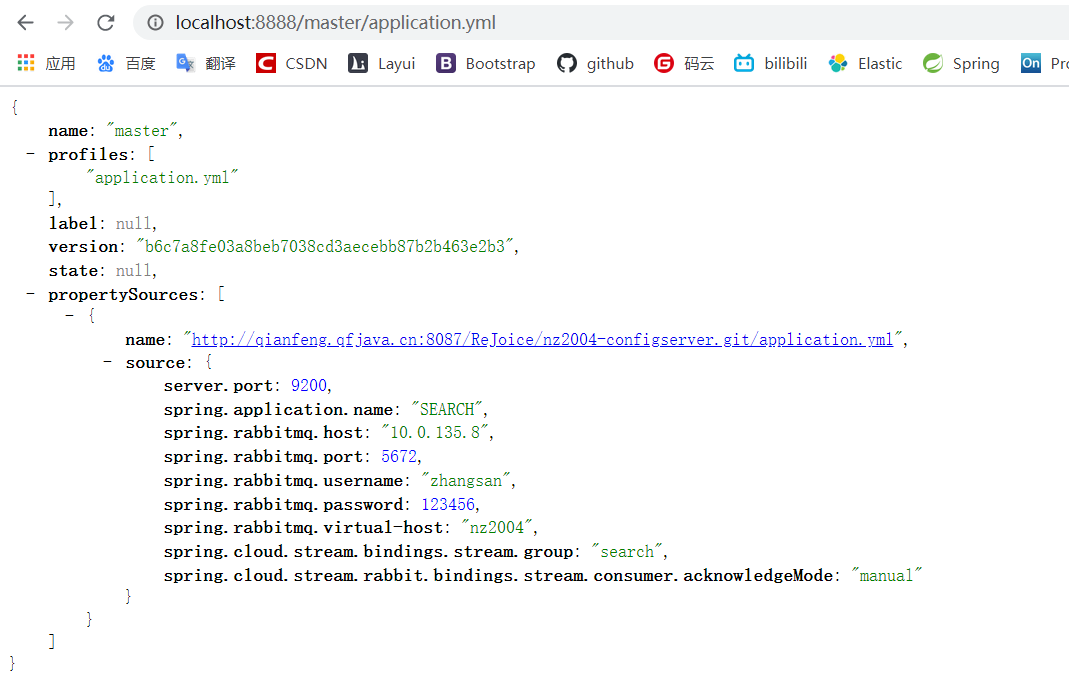 localhost:8888/master/application.yml
应用 百度 翻译 CSDN Layui Bootstrap github 码云 bilibili Elastic Spring On Pro
{
name: "master",
- profiles: [
"application.yml"
],
label: null,
version: "b6c7a8fe03a8beb7038cd3aecebb87b2b463e2b3",
state: null,
- propertySources: [
- {
name: "http://qianfeng.qfjava.cn:8087/ReJoice/nz2004-configserver.git/application.yml",
- source: {
server.port: 9200,
spring.application.name: "SEARCH",
spring.rabbitmq.host: "10.0.135.8",
spring.rabbitmq.port: 5672,
spring.rabbitmq.username: "zhangsan",
spring.rabbitmq.password: 123456,
spring.rabbitmq.virtual-host: "nz2004",
spring.cloud.stream.bindings.stream.group: "search",
spring.cloud.stream.rabbit.bindings.stream.consumer.acknowledgeMode: "manual"
}
}
]
}